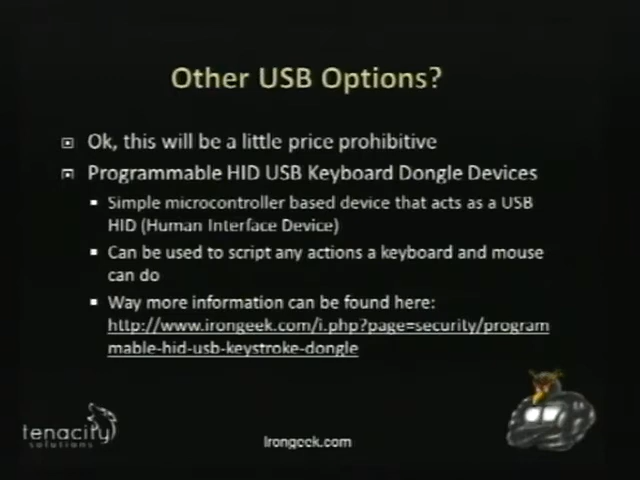 Other USB Options?
Ok, this will be a little price prohibitive
Programmable HID USB Keyboard Dongle Devices
Simple microcontroller based device that acts as a USB
HID (Human Interface Device)
Can be used to script any actions a keyboard and mouse
can do
Way more information can be found here:
http://www.irongeek.com/i.php?page=security/program
mable-hid-usb-keystroke-dongle
tenacity
solutions
Irongeek.com